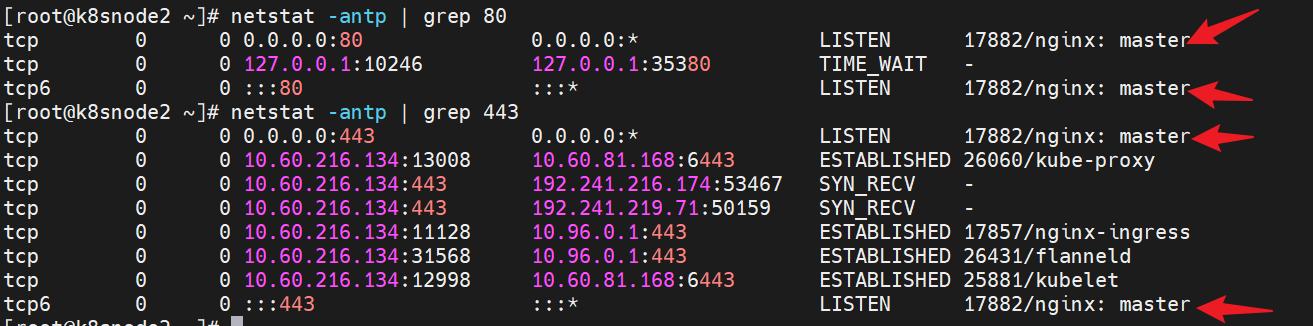 [root@k8snode2 ~]# netstat -antp | grep 80
tcp        0      0 0.0.0.0:80              0.0.0.0:*               LISTEN      17882/nginx: master
tcp        0      0 127.0.0.1:10246         127.0.0.1:35380         TIME_WAIT   -
tcp6       0      0 :::80                   :::*                    LISTEN      17882/nginx: master
[root@k8snode2 ~]# netstat -antp | grep 443
tcp        0      0 0.0.0.0:443             0.0.0.0:*               LISTEN      17882/nginx: master
tcp        0      0 10.60.216.134:13008     10.60.81.168:6443       ESTABLISHED 26060/kube-proxy
tcp        0      0 10.60.216.134:443       192.241.216.174:53467   SYN_RECV    -
tcp        0      0 10.60.216.134:443       192.241.219.71:50159    SYN_RECV    -
tcp        0      0 10.60.216.134:11128     10.96.0.1:443           ESTABLISHED 17857/nginx-ingress
tcp        0      0 10.60.216.134:31568     10.96.0.1:443           ESTABLISHED 26431/flanneld
tcp        0      0 10.60.216.134:12998     10.60.81.168:6443       ESTABLISHED 25881/kubelet
tcp6       0      0 :::443                  :::*                    LISTEN      17882/nginx: master
[root@k8snode2 ~]#